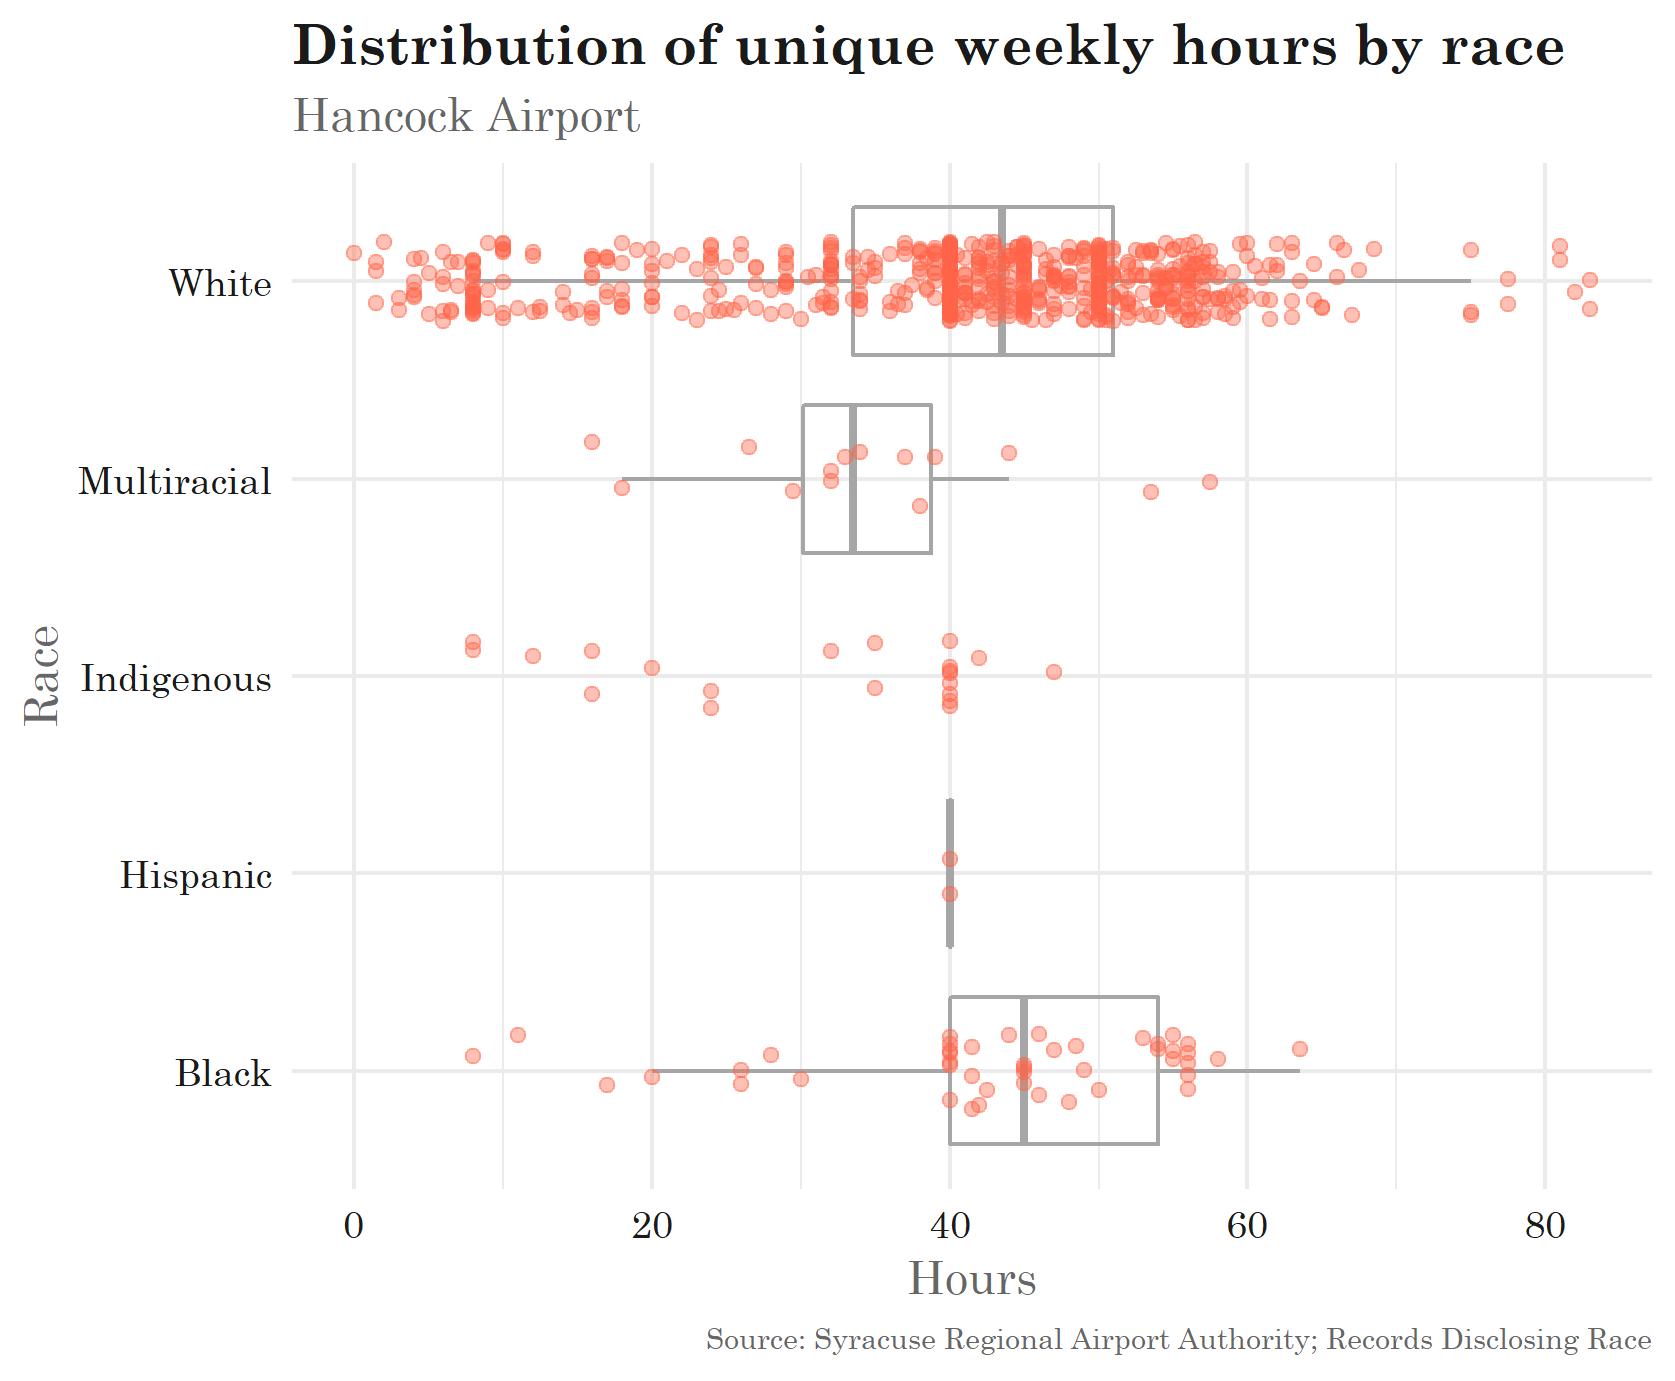 Distribution of unique weekly hours by race
Hancock Airport
White
Multiracial
Indigenous
Hispanic
Black
Race
0 20 40 60 80
Hours
Source: Syracuse Regional Airport Authority; Records Disclosing Race